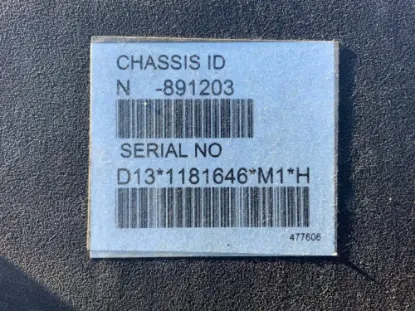 CHASSIS ID
N -891203
SERIAL NO
D13*1181646*M1*H
477606